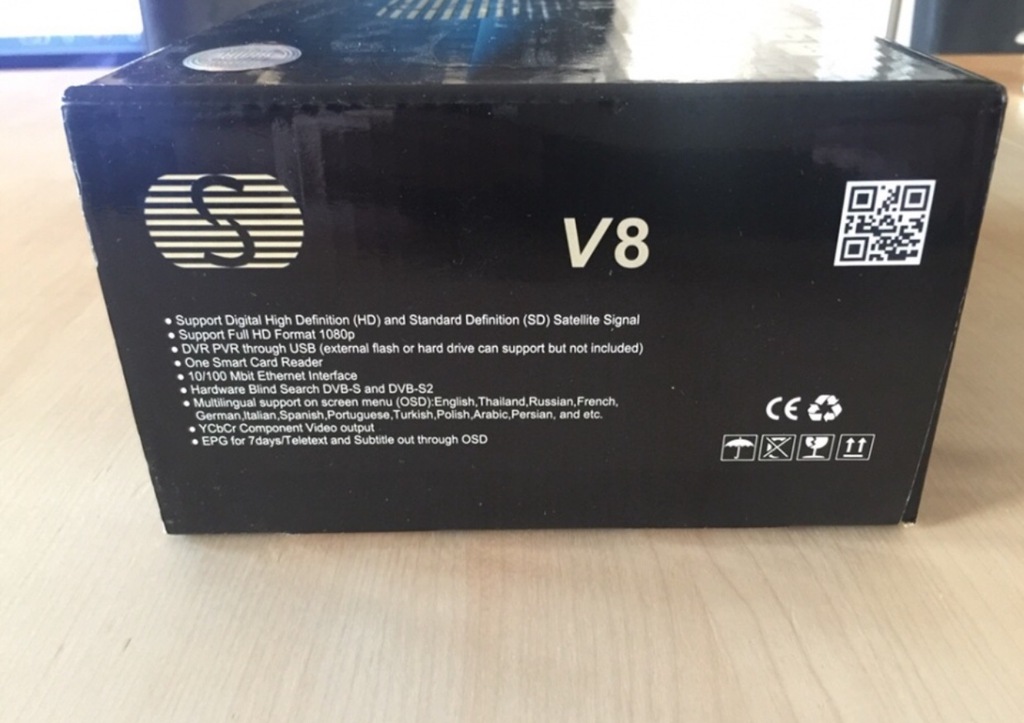 S
V8
• Support Digital High Definition (HD) and Standard Definition (SD) Satellite Signal
• Support Full HD Format 1080p
• DVR PVR through USB (external flash or hard drive can support but not included)
• One Smart Card Reader
• 10/100 Mbit Ethernet Interface
• Hardware Blind Search DVB-S and DVB-S2
• Multilingual support on screen menu (OSD):English,Thailand,Russian,French,
German,Italian,Spanish,Portuguese,Turkish,Polish,Arabic,Persian, and etc.
• YCbCr Component Video output
• EPG for 7days/Teletext and Subtitle out through OSD
CE